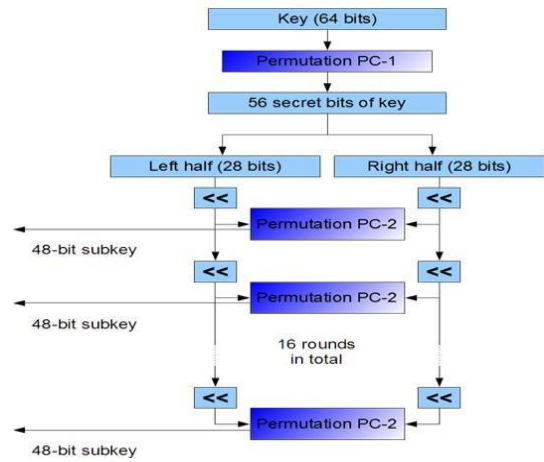 Key (64 bits)
Permutation PC-1
56 secret bits of key
Left half (28 bits)
Right half (28 bits)
<<
<<
Permutation PC-2
48-bit subkey
<<
<<
Permutation PC-2
48-bit subkey
16 rounds
in total
<<
<<
Permutation PC-2
48-bit subkey